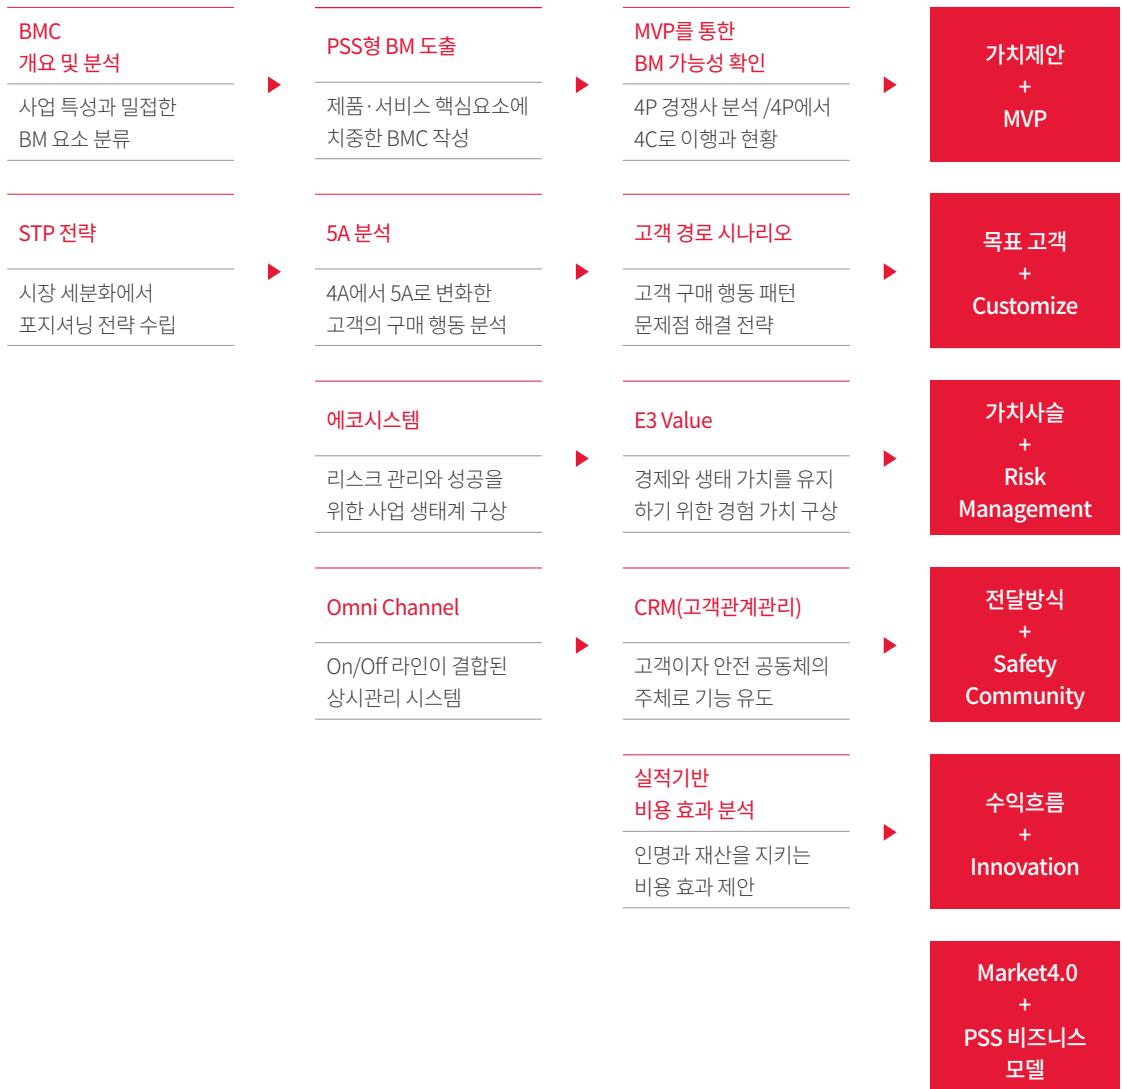 BMC
개요 및 분석
사업 특성과 밀접한
BM 요소 분류
PSS형 BM 도출
제품·서비스 핵심요소에
치중한 BMC 작성
MVP를 통한
BM 가능성 확인
4P 경쟁사 분석 /4P에서
4C로 이행과 현황
가치제안
+
MVP
STP 전략
시장 세분화에서
포지셔닝 전략 수립
5A 분석
4A에서 5A로 변화한
고객의 구매 행동 분석
고객 경로 시나리오
고객 구매 행동 패턴
문제점 해결 전략
목표 고객
+
Customize
에코시스템
리스크 관리와 성공을
위한 사업 생태계 구상
E3 Value
경제와 생태 가치를 유지
하기 위한 경험 가치 구상
가치사슬
+
Risk
Management
Omni Channel
On/Off 라인이 결합된
상시관리 시스템
CRM(고객관계관리)
고객이자 안전 공동체의
주체로 기능 유도
전달방식
+
Safety
Community
실적기반
비용 효과 분석
인명과 재산을 지키는
비용 효과 제안
수익흐름
+
Innovation
Market4.0
+
PSS 비즈니스
모델